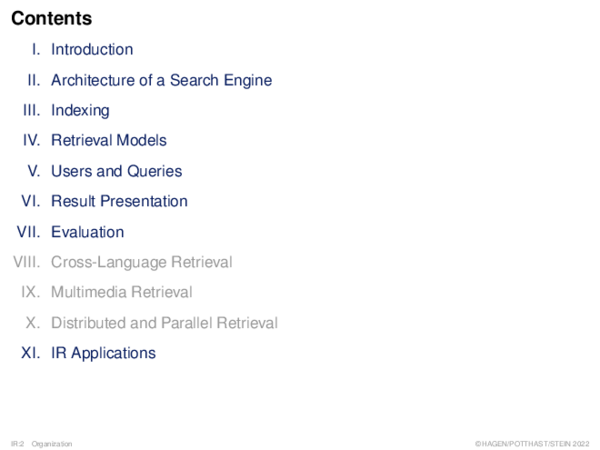 Contents
I. Introduction
II. Architecture of a Search Engine
III. Indexing
IV. Retrieval Models
V. Users and Queries
VI. Result Presentation
VII. Evaluation
VIII. Cross-Language Retrieval
IX. Multimedia Retrieval
X. Distributed and Parallel Retrieval
XI. IR Applications
IR:2 Organization ©HAGEN/POTTHAST/STEIN 2022